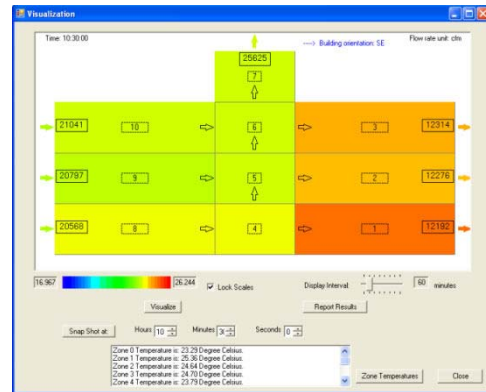 Visualization
Time: 10:30:00
Building orientation: SE
Flow rate unit: cfm
25625
7
21041
10
6
3
12314
20797
9
5
2
12276
20568
8
4
1
12192
16.967
26.244
Lock Scales
Display Interval:
60
minutes
Visualize
Report Results
Snap Shot at:
Hours
10
Minutes
Seconds
0
Zone 0 Temperature is: 23.29 Degree Celsius.
Zone 1 Temperature is: 25.36 Degree Celsius.
Zone 2 Temperature is: 24.64 Degree Celsius.
Zone 3 Temperature is: 24.70 Degree Celsius.
Zone 4 Temperature is: 23.79 Degree Celsius.
Zone Temperatures
Close